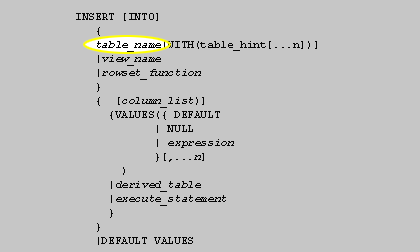 INSERT [INTO]
{
table_name WITH(table_hint[...n])]
|view_name
|rowset_function
}
{ [column_list)]
{VALUES({ DEFAULT
| NULL
| expression
}[,...n]
)
|derived_table
|execute_statement
}
}
|DEFAULT VALUES